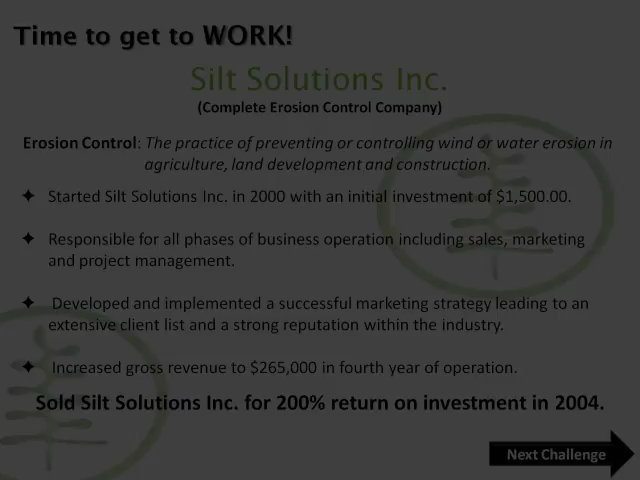 Time to get to WORK!
Silt Solutions Inc.
(Complete Erosion Control Company)
Erosion Control: The practice of preventing or controlling wind or water erosion in
agriculture, land development and construction.
✦ Started Silt Solutions Inc. in 2000 with an initial investment of $1,500.00.
✦ Responsible for all phases of business operation including sales, marketing
and project management.
✦ Developed and implemented a successful marketing strategy leading to an
extensive client list and a strong reputation within the industry.
✦ Increased gross revenue to $265,000 in fourth year of operation.
Sold Silt Solutions Inc. for 200% return on investment in 2004.
Next Challenge